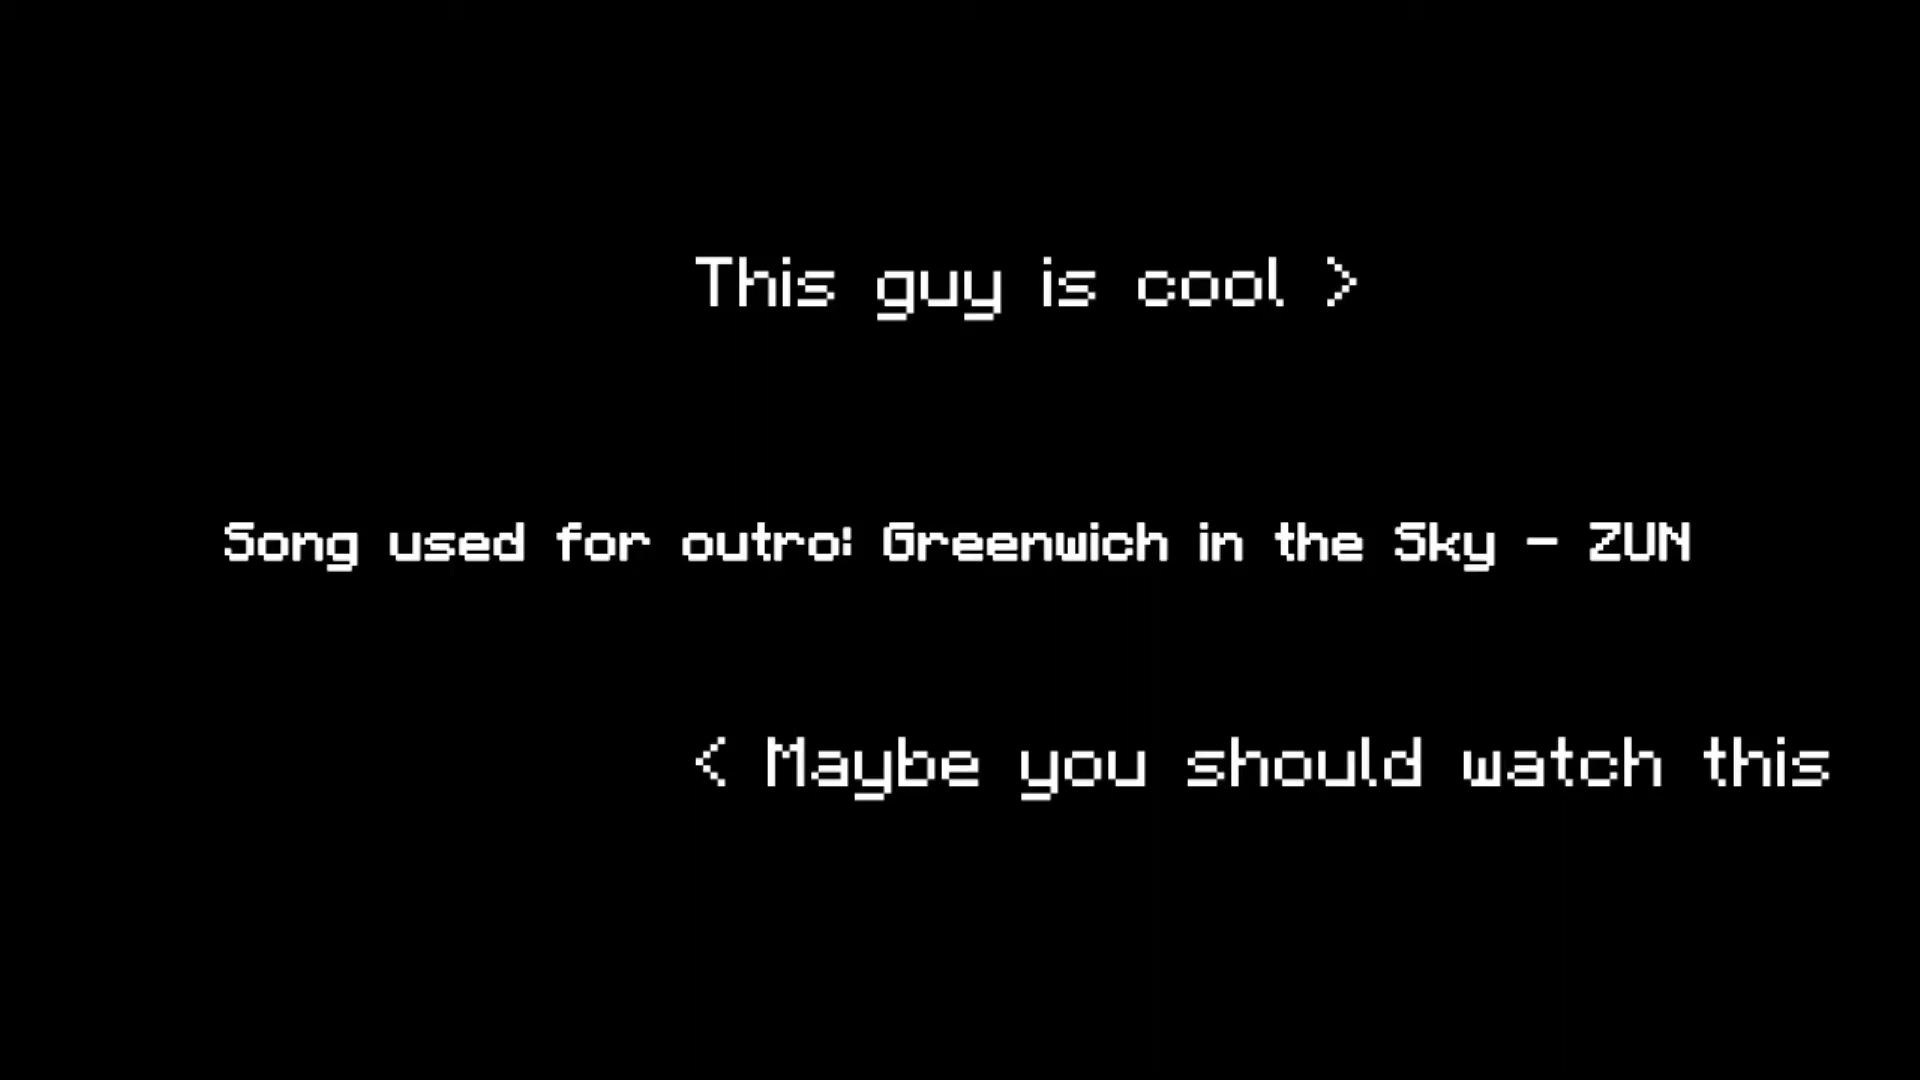 This guy is cool >
Song used for outro: Greenwich in the Sky - ZUN
< Maybe you should watch this